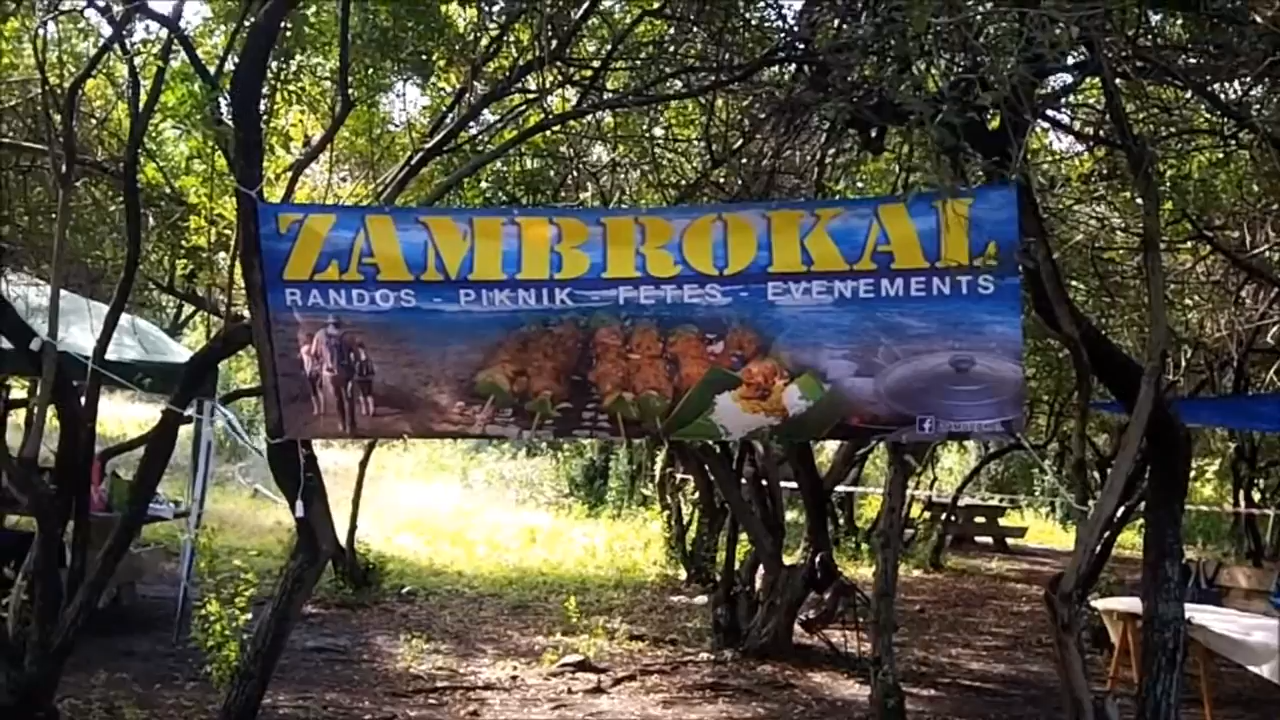 ZAMBROKAL
RANDOS - PIKNIK - FETES - EVENEMENTS